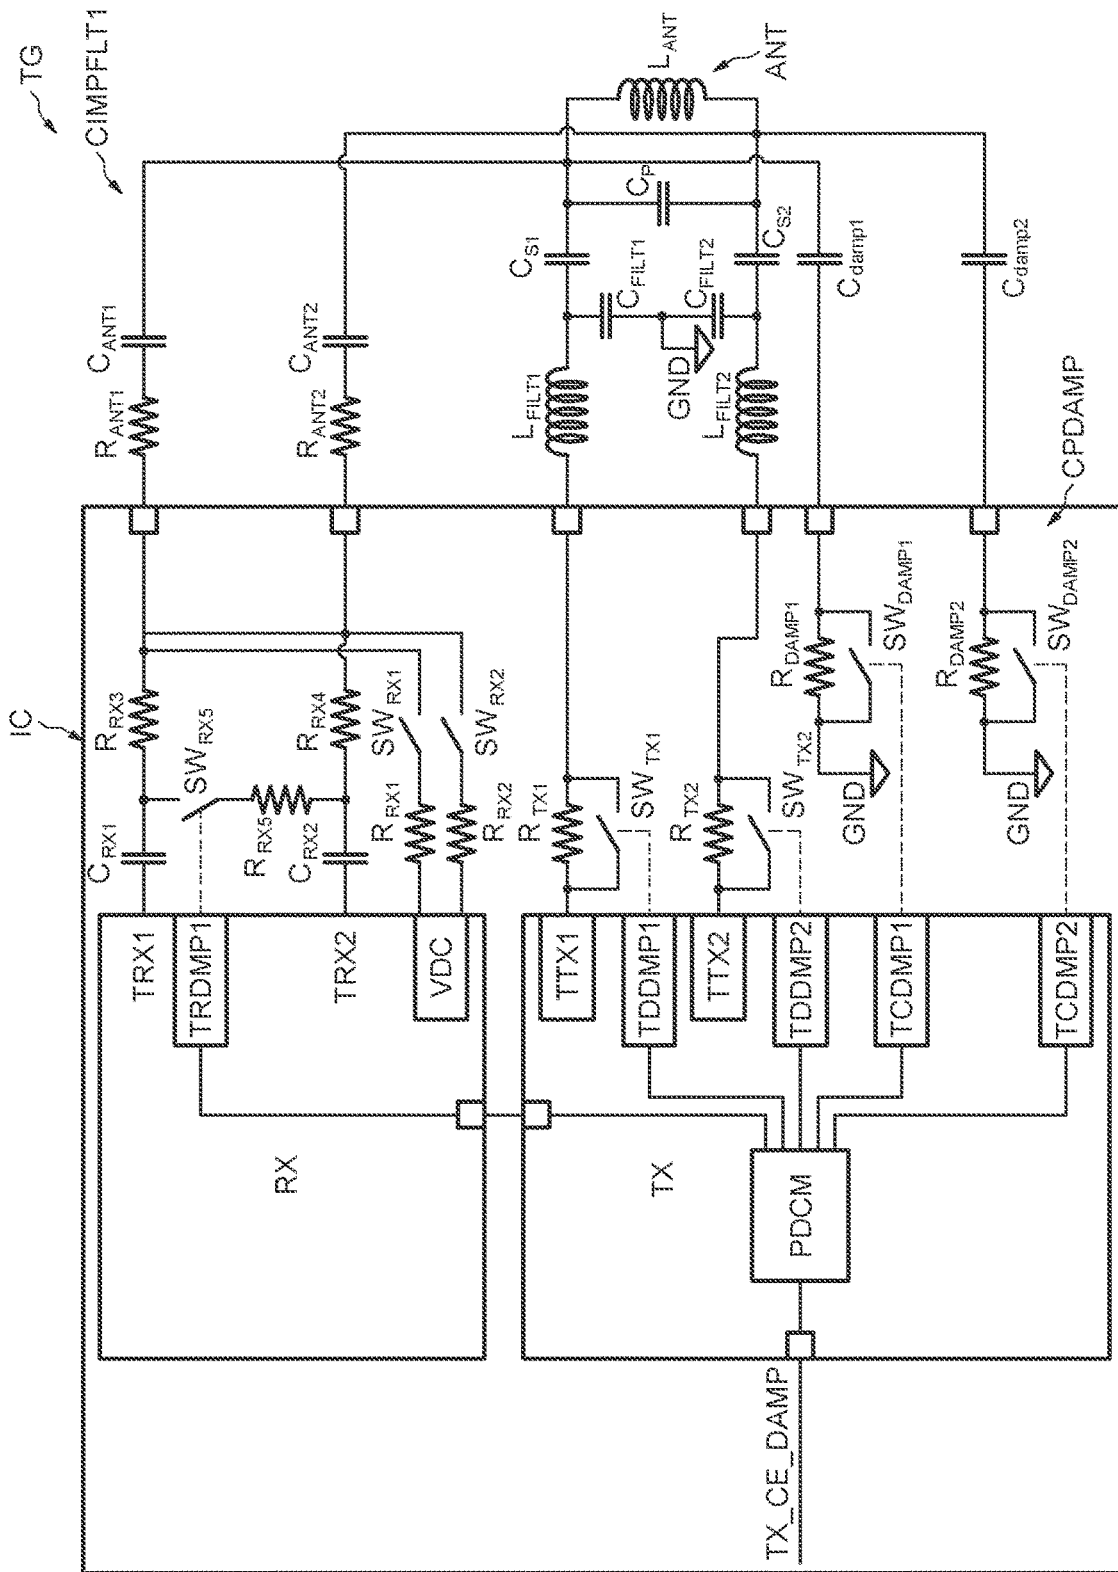 TG
CIMPFLT1
IC
RANT1
CANT1
RANT2
CANT2
LANT
ANT
CRX1
RRX3
SWRX5
RRX5
CRX2
RRX4
RRX1
SWRX1
RRX2
SWRX2
TRX1
TRDMP1
TRX2
VDC
RX
LFILT1
CS1
CFILT1
CP
GND
CFILT2
LFILT2
CS2
Cdamp1
Cdamp2
RTX1
SWTX1
RTX2
SWTX2
RDAMP1
SWDAMP1
GND
RDAMP2
SWDAMP2
GND
CPDAMP
TTX1
TDDMP1
TTX2
TDDMP2
TCDMP1
TCDMP2
TX
PDCM
TX_CE_DAMP